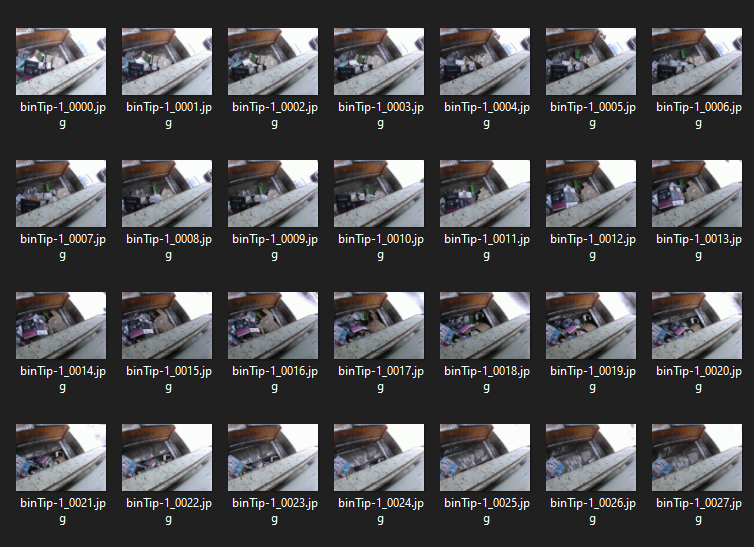 binTip-1_0000.jp
g
binTip-1_0001.jp
g
binTip-1_0002.jp
g
binTip-1_0003.jp
g
binTip-1_0004.jp
g
binTip-1_0005.jp
g
binTip-1_0006.jp
g
binTip-1_0007.jp
g
binTip-1_0008.jp
g
binTip-1_0009.jp
g
binTip-1_0010.jp
g
binTip-1_0011.jp
g
binTip-1_0012.jp
g
binTip-1_0013.jp
g
binTip-1_0014.jp
g
binTip-1_0015.jp
g
binTip-1_0016.jp
g
binTip-1_0017.jp
g
binTip-1_0018.jp
g
binTip-1_0019.jp
g
binTip-1_0020.jp
g
binTip-1_0021.jp
g
binTip-1_0022.jp
g
binTip-1_0023.jp
g
binTip-1_0024.jp
g
binTip-1_0025.jp
g
binTip-1_0026.jp
g
binTip-1_0027.jp
g